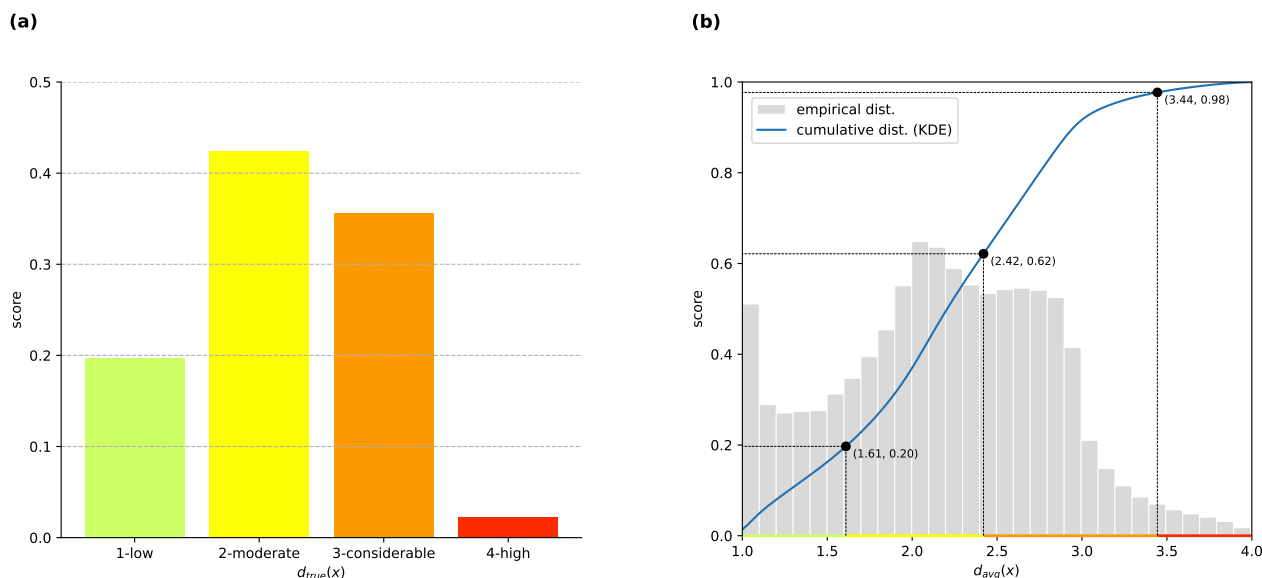 (a)
0.5
0.4
0.3
0.2
0.1
0.0
score
1-low
2-moderate
3-considerable
4-high
d_true(x)
(b)
1.0
0.8
0.6
0.4
0.2
0.0
score
empirical dist.
cumulative dist. (KDE)
(3.44, 0.98)
(2.42, 0.62)
(1.61, 0.20)
1.0
1.5
2.0
2.5
3.0
3.5
4.0
d_avg(x)